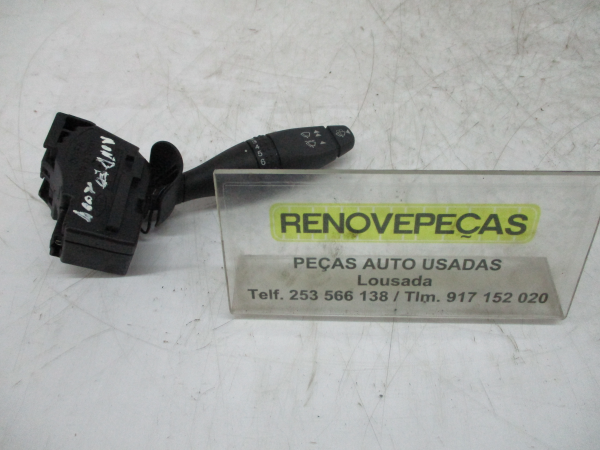 RENOVEPEÇAS
PEÇAS AUTO USADAS
Lousada
Telf. 253 566 138 / Tlm. 917 152 020